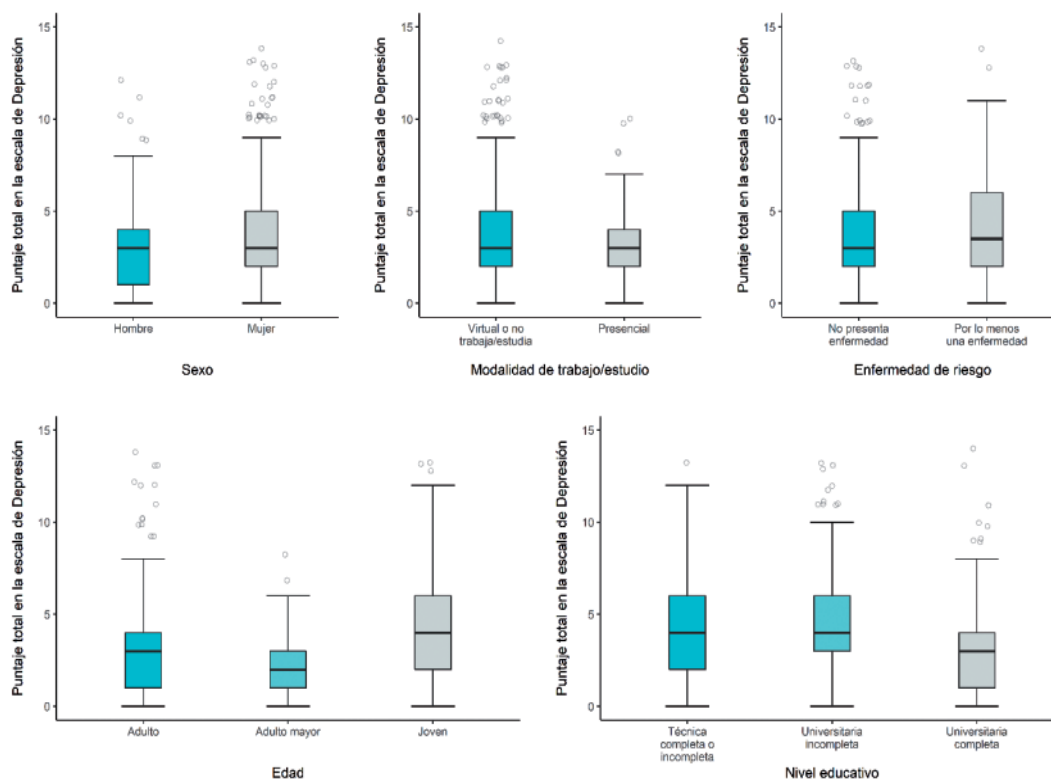 Puntaje total en la escala de Depresión
15
10
5
0
Hombre
Mujer
Sexo
Puntaje total en la escala de Depresión
15
10
5
0
Virtual o no
trabaja/estudia
Presencial
Modalidad de trabajo/estudio
Puntaje total en la escala de Depresión
15
10
5
0
No presenta
enfermedad
Por lo menos
una enfermedad
Enfermedad de riesgo
Puntaje total en la escala de Depresión
15
10
5
0
Adulto
Adulto mayor
Joven
Edad
Puntaje total en la escala de Depresión
15
10
5
0
Técnica
completa o
incompleta
Universitaria
incompleta
Universitaria
completa
Nivel educativo